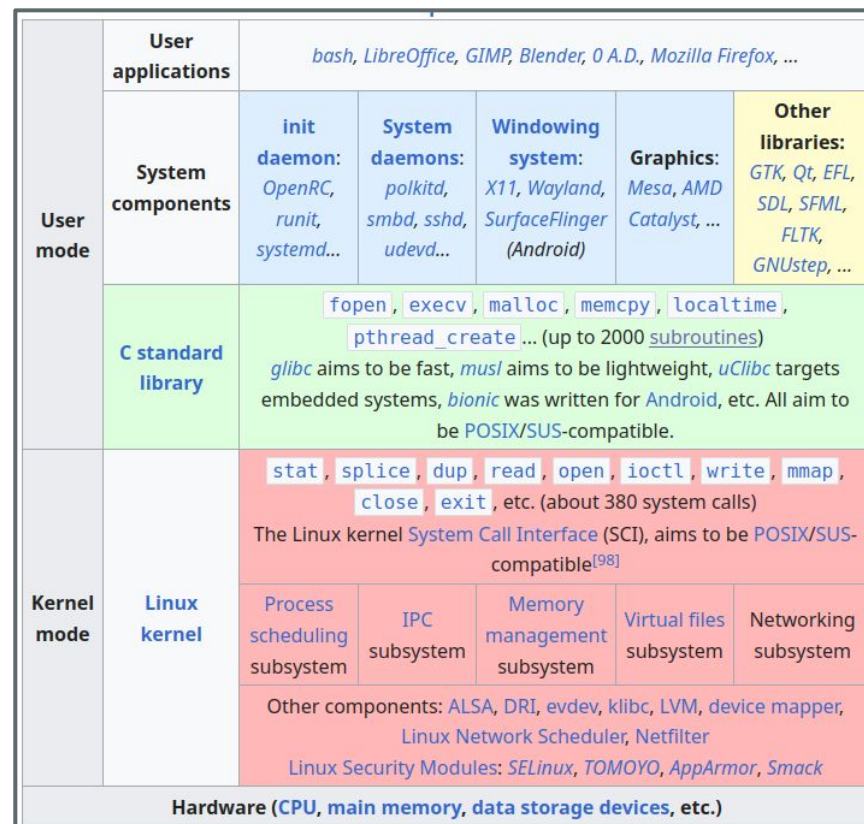 User applications
bash, LibreOffice, GIMP, Blender, 0 A.D., Mozilla Firefox, ...
User mode
System components
init daemon:
OpenRC,
runit,
systemd...
System daemons:
polkitd,
smbd, sshd,
udevd...
Windowing system:
X11, Wayland,
SurfaceFlinger
(Android)
Graphics:
Mesa, AMD
Catalyst, ...
Other libraries:
GTK, Qt, EFL,
SDL, SFML,
FLTK,
GNUstep, ...
C standard library
fopen, execv, malloc, memcpy, localtime,
pthread_create... (up to 2000 subroutines)
glibc aims to be fast, musl aims to be lightweight, uClibc targets
embedded systems, bionic was written for Android, etc. All aim to
be POSIX/SUS-compatible.
Kernel mode
Linux kernel
stat, splice, dup, read, open, ioctl, write, mmap,
close, exit, etc. (about 380 system calls)
The Linux kernel System Call Interface (SCI), aims to be POSIX/SUS-
compatible[98]
Process scheduling subsystem
IPC subsystem
Memory management subsystem
Virtual files subsystem
Networking subsystem
Other components: ALSA, DRI, evdev, klibc, LVM, device mapper,
Linux Network Scheduler, Netfilter
Linux Security Modules: SELinux, TOMOYO, AppArmor, Smack
Hardware (CPU, main memory, data storage devices, etc.)